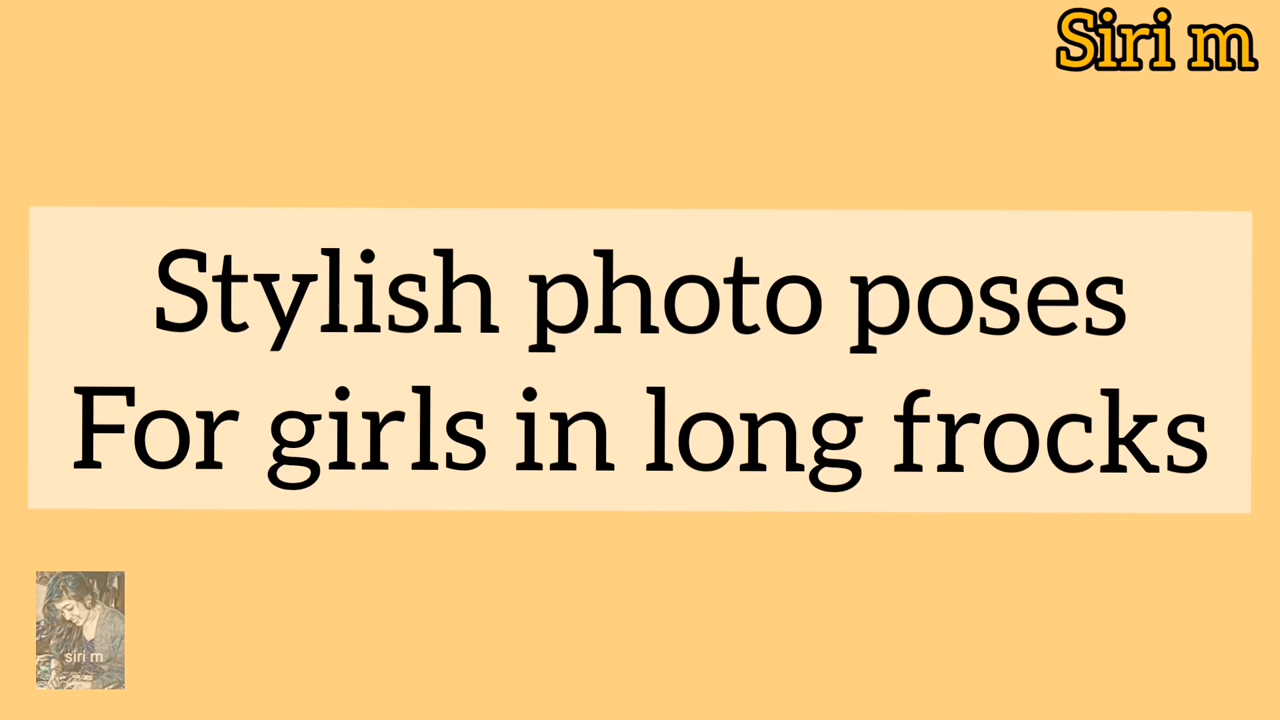 Siri m
Stylish photo poses
For girls in long frocks
siri m